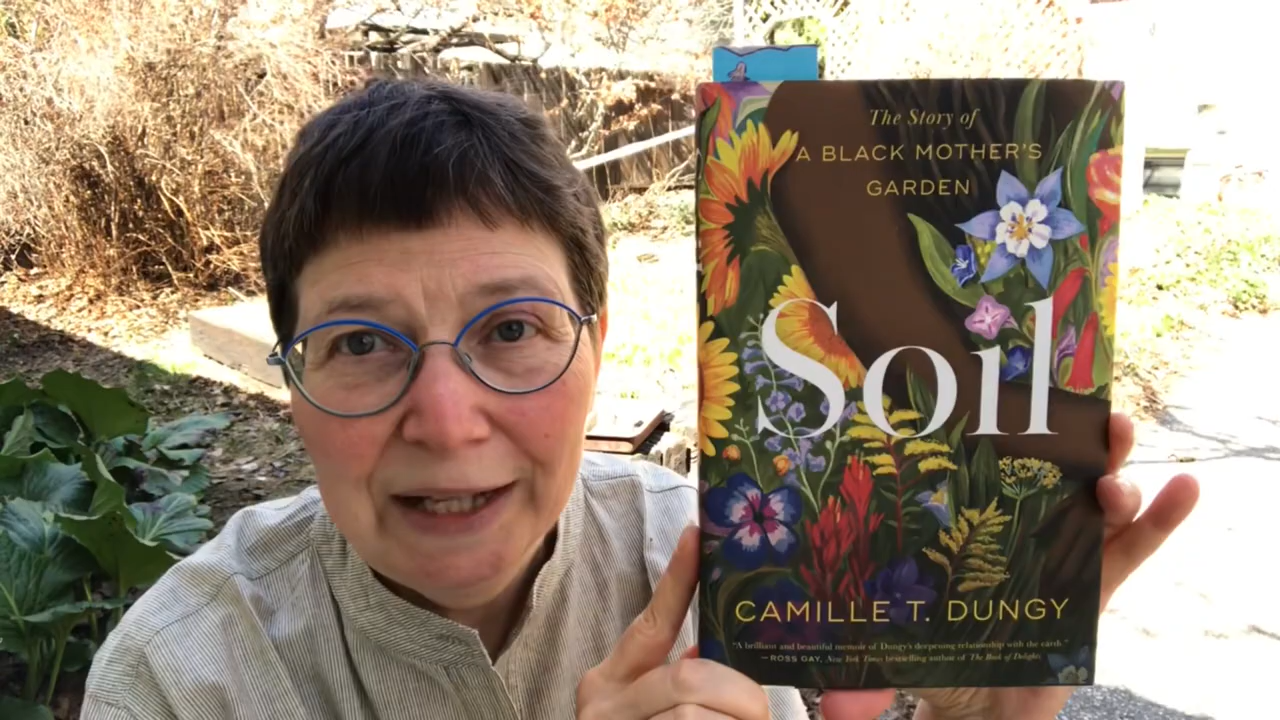 The Story of
A BLACK MOTHER'S
GARDEN
Soil
CAMILLE T. DUNGY
"A brilliant and beautiful memoir of Dungy's deepening relationship with the earth."
—ROSS GAY, New York Times bestselling author of The Book of Delights